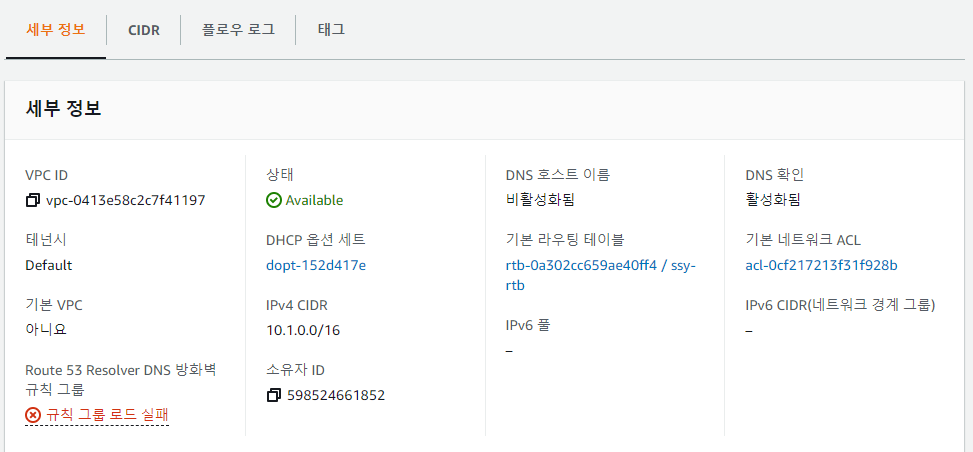 세부 정보
CIDR
플로우 로그
태그
세부 정보
VPC ID
vpc-0413e58c2c7f41197
테넌시
Default
기본 VPC
아니요
Route 53 Resolver DNS 방화벽
규칙 그룹
규칙 그룹 로드 실패
상태
Available
DHCP 옵션 세트
dopt-152d417e
IPv4 CIDR
10.1.0.0/16
소유자 ID
598524661852
DNS 호스트 이름
비활성화됨
기본 라우팅 테이블
rtb-0a302cc659ae40ff4 / ssy-
rtb
IPv6 풀
–
DNS 확인
활성화됨
기본 네트워크 ACL
acl-0cf217213f31f928b
IPv6 CIDR(네트워크 경계 그룹)
–